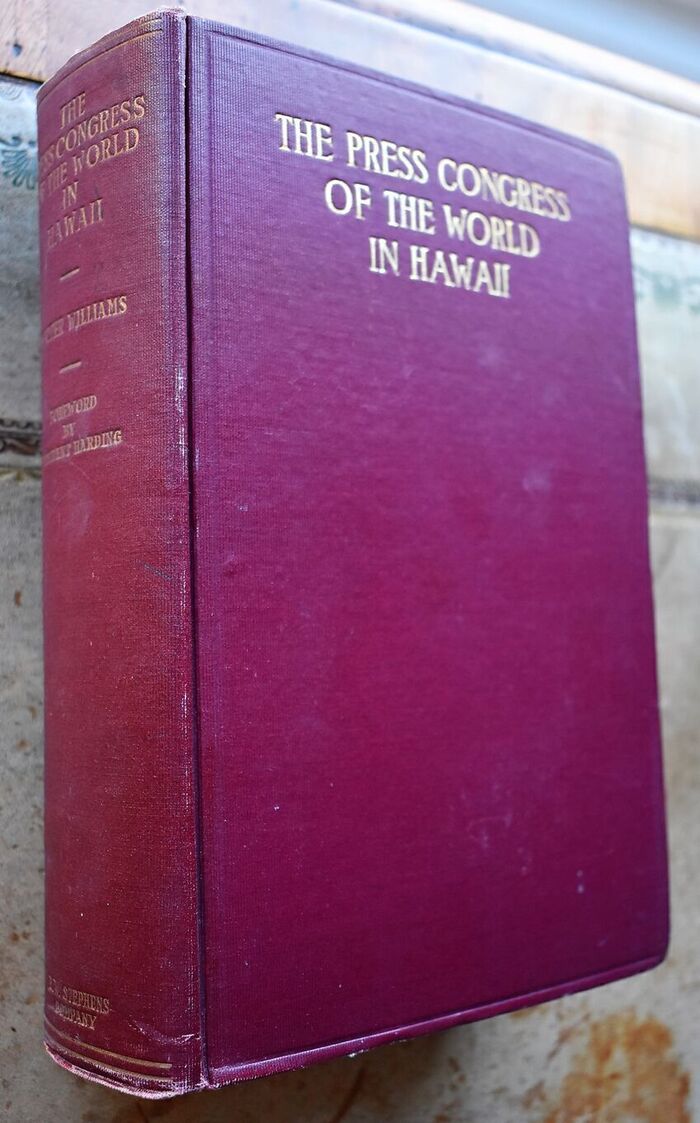 THE
CONGRESS
THE WORLD
IN
HAWAII
WILLIAMS
FOREWORD
BY
HARDING
STEPHENS
COMPANY
THE PRESS CONGRESS
OF THE WORLD
IN HAWAII